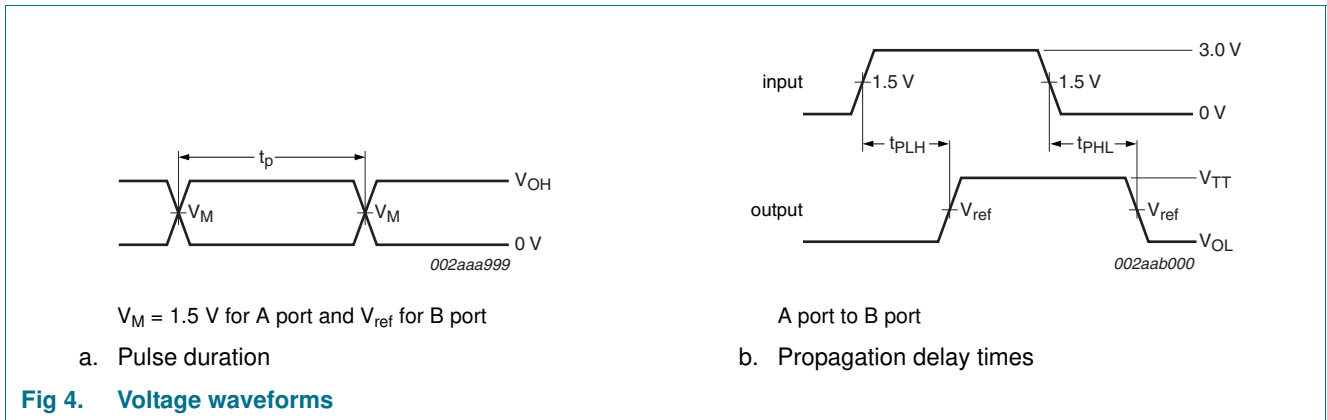 t_p
V_OH
V_M
V_M
0 V
002aaa999
V_M = 1.5 V for A port and V_ref for B port
a. Pulse duration
3.0 V
input
1.5 V
1.5 V
0 V
t_PLH
t_PHL
V_TT
output
V_ref
V_ref
V_OL
002aab000
A port to B port
b. Propagation delay times
Fig 4. Voltage waveforms